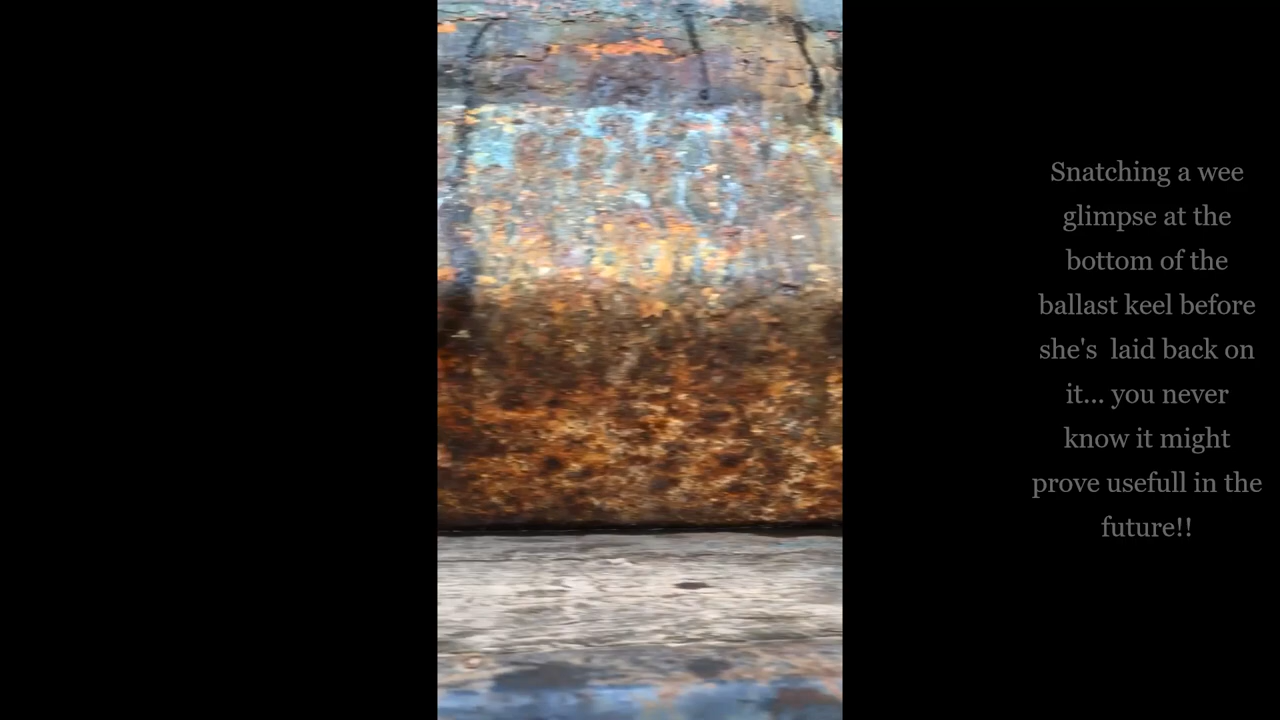 Snatching a wee
glimpse at the
bottom of the
ballast keel before
she's  laid back on
it... you never
know it might
prove usefull in the
future!!